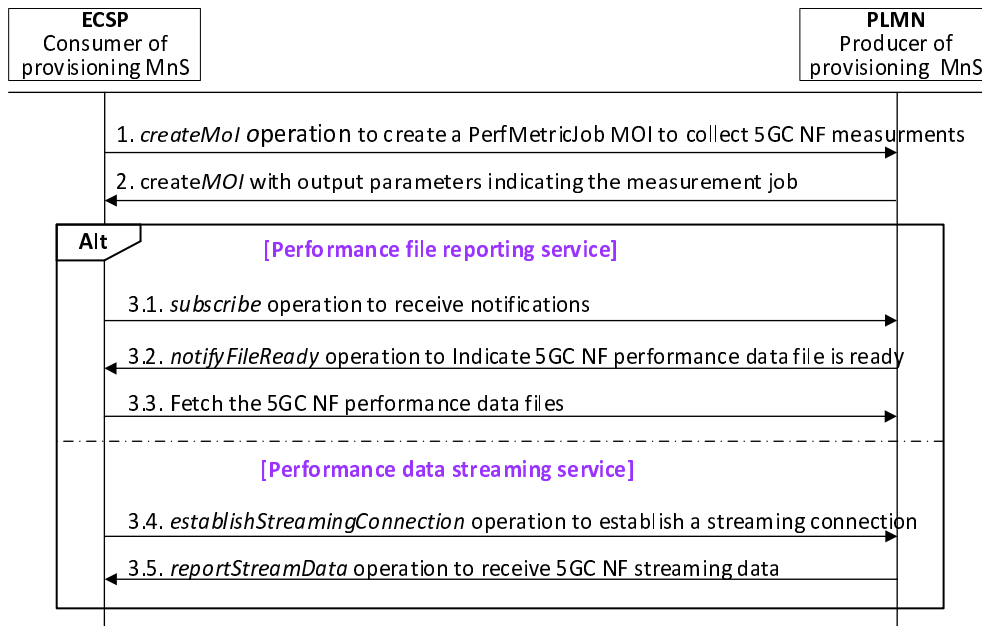 ECSP
Consumer of
provisioning MnS
PLMN
Producer of
provisioning MnS
1. createMoI operation to create a PerfMetricJob MOI to collect 5GC NF measurments
2. createMOI with output parameters indicating the measurement job
Alt
[Performance file reporting service]
3.1. subscribe operation to receive notifications
3.2. notifyFileReady operation to Indicate 5GC NF performance data file is ready
3.3. Fetch the 5GC NF performance data files
[Performance data streaming service]
3.4. establishStreamingConnection operation to establish a streaming connection
3.5. reportStreamData operation to receive 5GC NF streaming data